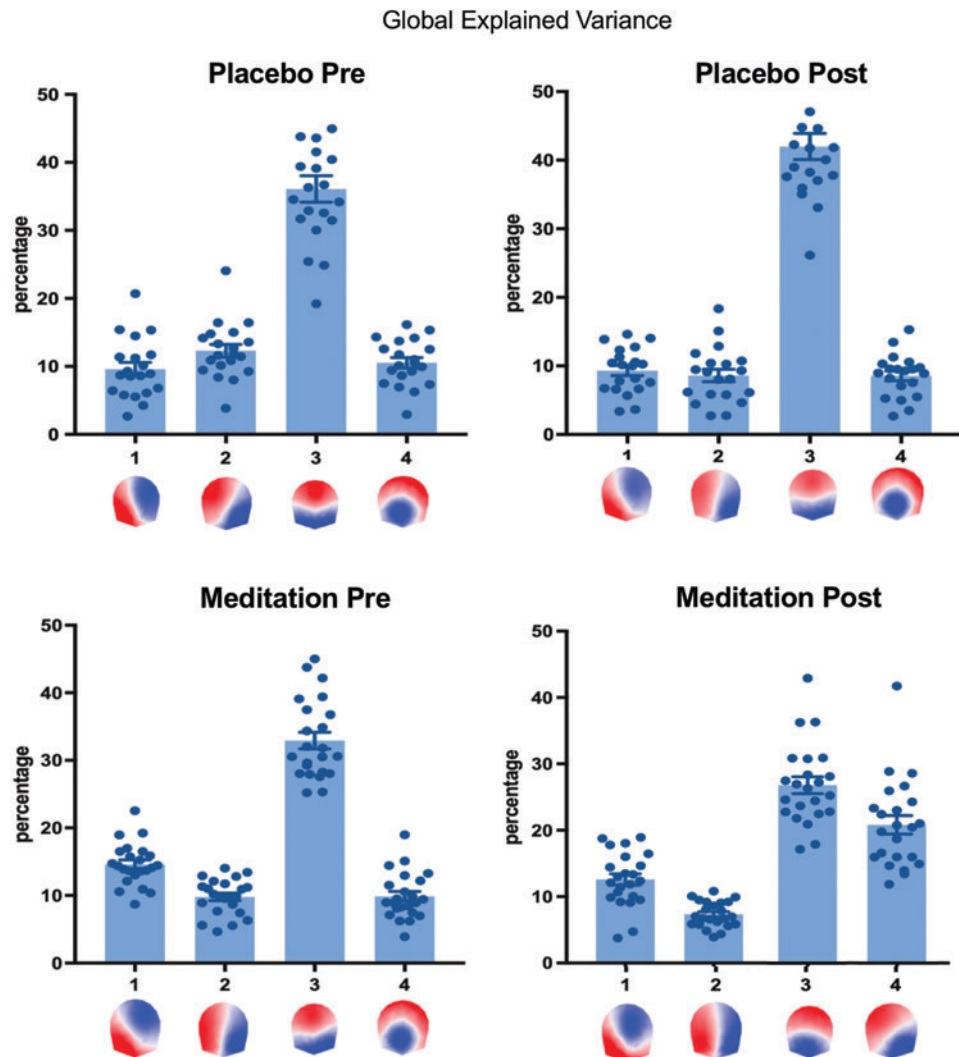 Global Explained Variance
Placebo Pre
percentage
50
40
30
20
10
0
1 2 3 4
Placebo Post
percentage
50
40
30
20
10
0
1 2 3 4
Meditation Pre
percentage
50
40
30
20
10
0
1 2 3 4
Meditation Post
percentage
50
40
30
20
10
0
1 2 3 4